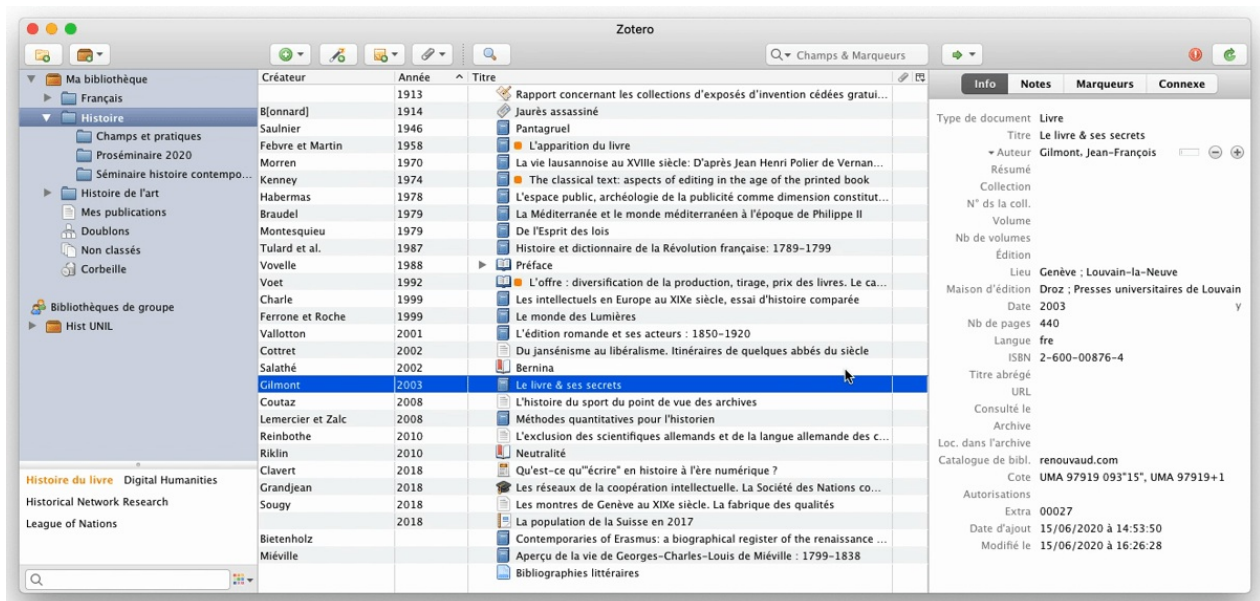 Zotero
Champs & Marqueurs
Ma bibliothèque
Français
Histoire
Champs et pratiques
Proséminaire 2020
Séminaire histoire contempo...
Histoire de l'art
Mes publications
Doublons
Non classés
Corbeille
Bibliothèques de groupe
Hist UNIL
Histoire du livre Digital Humanities
Historical Network Research
League of Nations
Créateur Année Titre
1913 Rapport concernant les collections d'exposés d'invention cédées gratui...
B[onnard] 1914 Jaurès assassiné
Saulnier 1946 Pantagruel
Febvre et Martin 1958 L'apparition du livre
Morren 1970 La vie lausannoise au XVIIIe siècle: D'après Jean Henri Polier de Vernan...
Kenney 1974 The classical text: aspects of editing in the age of the printed book
Habermas 1978 L'espace public, archéologie de la publicité comme dimension constitut...
Braudel 1979 La Méditerranée et le monde méditerranéen à l'époque de Philippe II
Montesquieu 1979 De l'Esprit des lois
Tulard et al. 1987 Histoire et dictionnaire de la Révolution française: 1789-1799
Vovelle 1988 Préface
Voet 1992 L'offre : diversification de la production, tirage, prix des livres. Le ca...
Charle 1999 Les intellectuels en Europe au XIXe siècle, essai d'histoire comparée
Ferrone et Roche 1999 Le monde des Lumières
Vallotton 2001 L'édition romande et ses acteurs : 1850-1920
Cottret 2002 Du jansénisme au libéralisme. Itinéraires de quelques abbés du siècle
Salathé 2002 Bernina
Gilmont 2003 Le livre & ses secrets
Coutaz 2008 L'histoire du sport du point de vue des archives
Lemercier et Zalc 2008 Méthodes quantitatives pour l'historien
Reinbothe 2010 L'exclusion des scientifiques allemands et de la langue allemande des c...
Riklin 2010 Neutralité
Clavert 2018 Qu'est-ce qu'"écrire" en histoire à l'ère numérique ?
Grandjean 2018 Les réseaux de la coopération intellectuelle. La Société des Nations co...
Sougy 2018 Les montres de Genève au XIXe siècle. La fabrique des qualités
2018 La population de la Suisse en 2017
Bietenholz Contemporaries of Erasmus: a biographical register of the renaissance ...
Miéville Aperçu de la vie de Georges-Charles-Louis de Miéville : 1799-1838
Bibliographies littéraires
Info Notes Marqueurs Connexe
Type de document Livre
Titre Le livre & ses secrets
Auteur Gilmont, Jean-François
Résumé
Collection
N° ds la coll.
Volume
Nb de volumes
Édition
Lieu Genève ; Louvain-la-Neuve
Maison d'édition Droz ; Presses universitaires de Louvain
Date 2003 y
Nb de pages 440
Langue fre
ISBN 2-600-00876-4
Titre abrégé
URL
Consulté le
Archive
Loc. dans l'archive
Catalogue de bibl. renouvaud.com
Cote UMA 97919 093"15", UMA 97919+1
Autorisations
Extra 00027
Date d'ajout 15/06/2020 à 14:53:50
Modifié le 15/06/2020 à 16:26:28